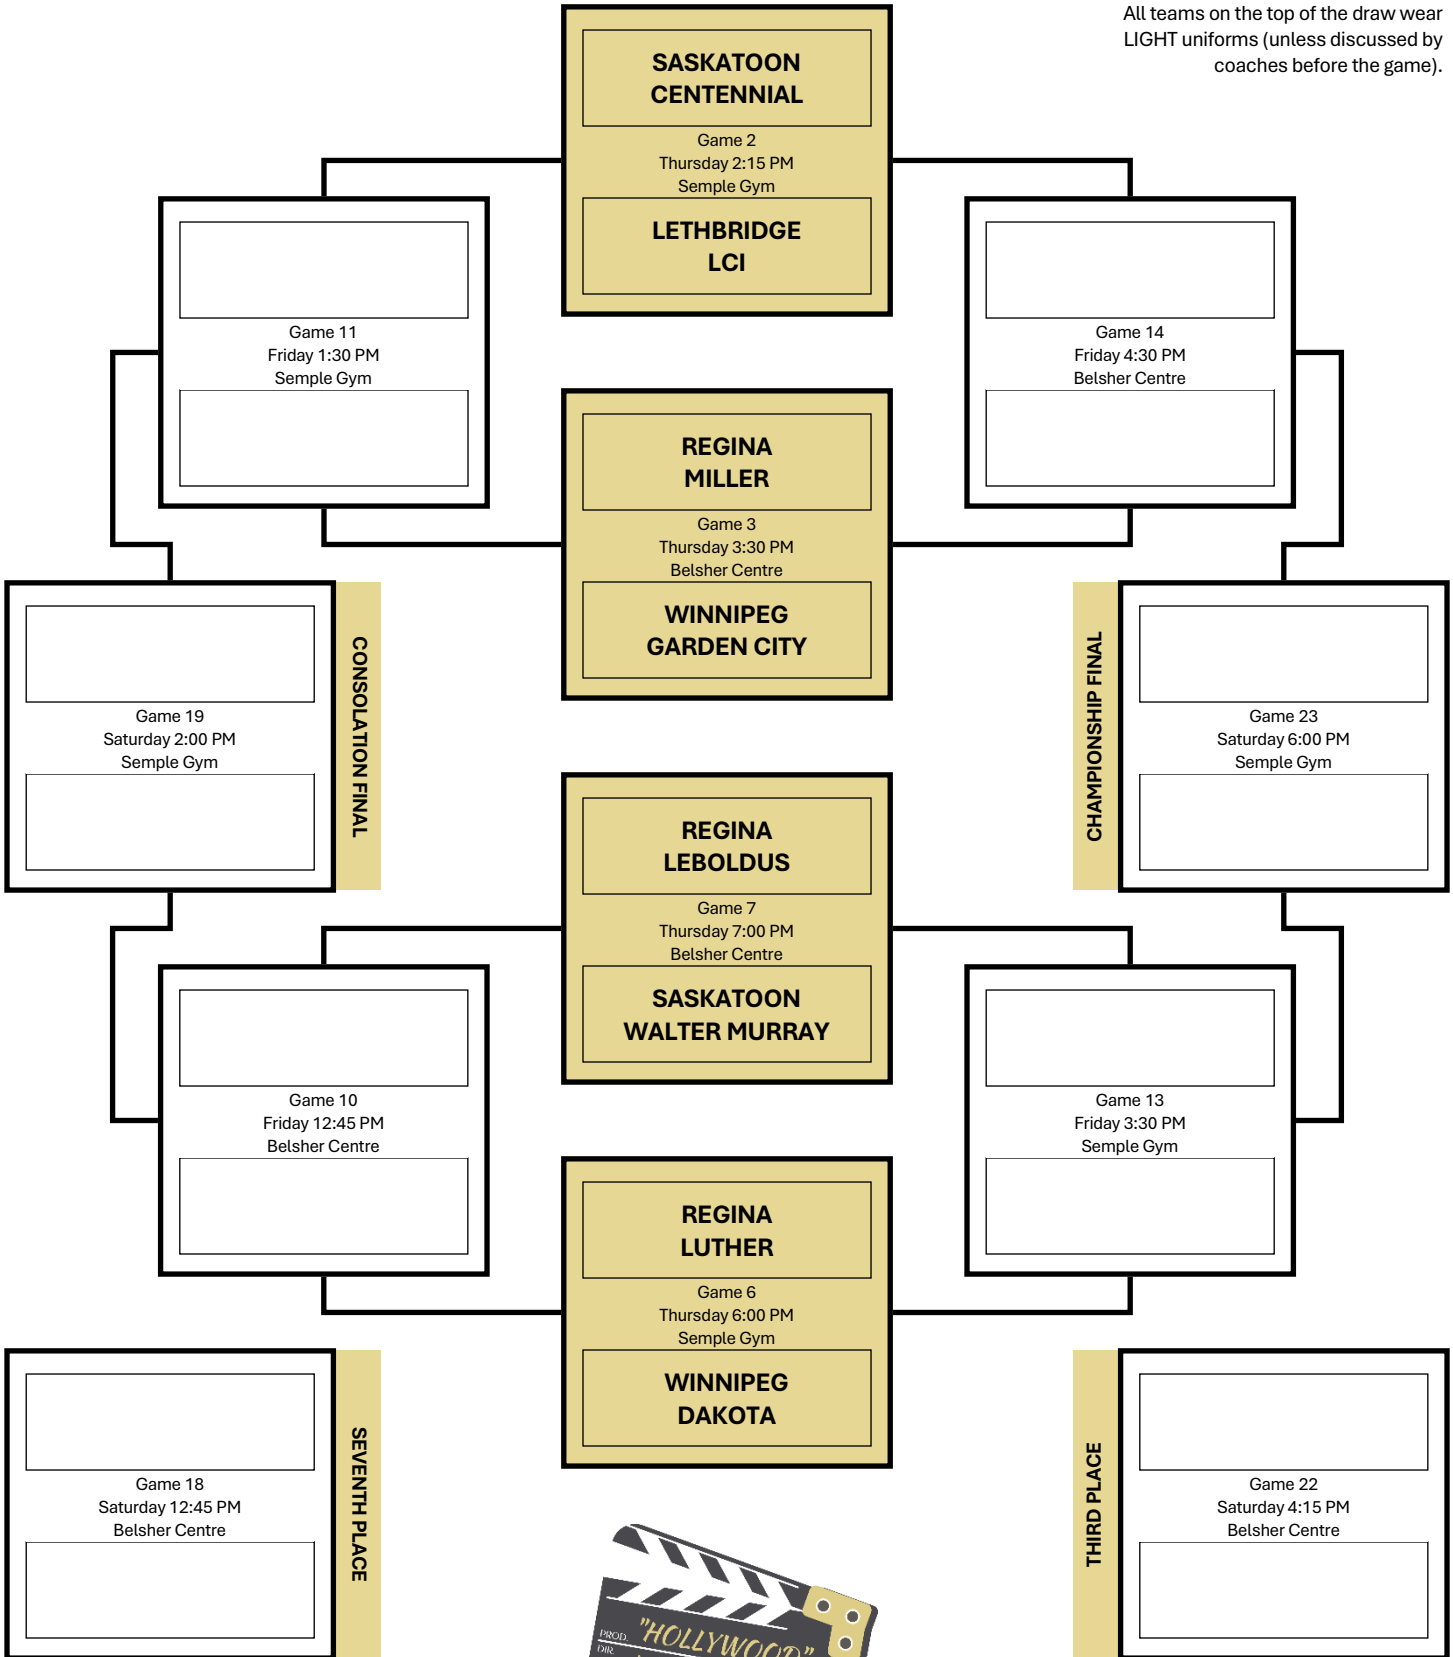 All teams on the top of the draw wear
LIGHT uniforms (unless discussed by
coaches before the game).
SASKATOON
CENTENNIAL
Game 2
Thursday 2:15 PM
Semple Gym
LETHBRIDGE
LCI
Game 11
Friday 1:30 PM
Semple Gym
Game 14
Friday 4:30 PM
Belsher Centre
REGINA
MILLER
Game 3
Thursday 3:30 PM
Belsher Centre
WINNIPEG
GARDEN CITY
Game 19
Saturday 2:00 PM
Semple Gym
CONSOLATION FINAL
CHAMPIONSHIP FINAL
Game 23
Saturday 6:00 PM
Semple Gym
REGINA
LEBOLDUS
Game 7
Thursday 7:00 PM
Belsher Centre
SASKATOON
WALTER MURRAY
Game 10
Friday 12:45 PM
Belsher Centre
Game 13
Friday 3:30 PM
Semple Gym
REGINA
LUTHER
Game 6
Thursday 6:00 PM
Semple Gym
WINNIPEG
DAKOTA
Game 18
Saturday 12:45 PM
Belsher Centre
SEVENTH PLACE
THIRD PLACE
Game 22
Saturday 4:15 PM
Belsher Centre
PROD. "HOLLYWOOD"
DIR.